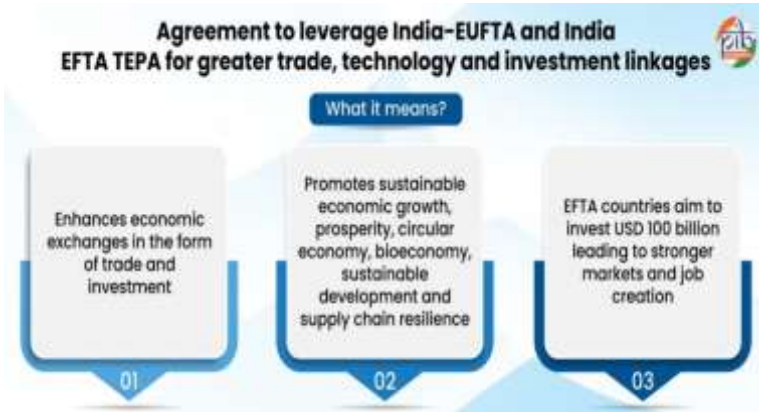 Agreement to leverage India-EUFTA and India
EFTA TEPA for greater trade, technology and investment linkages
pib
What it means?
Enhances economic
exchanges in the form
of trade and
investment
01
Promotes sustainable
economic growth,
prosperity, circular
economy, bioeconomy,
sustainable
development and
supply chain resilience
02
EFTA countries aim to
invest USD 100 billion
leading to stronger
markets and job
creation
03